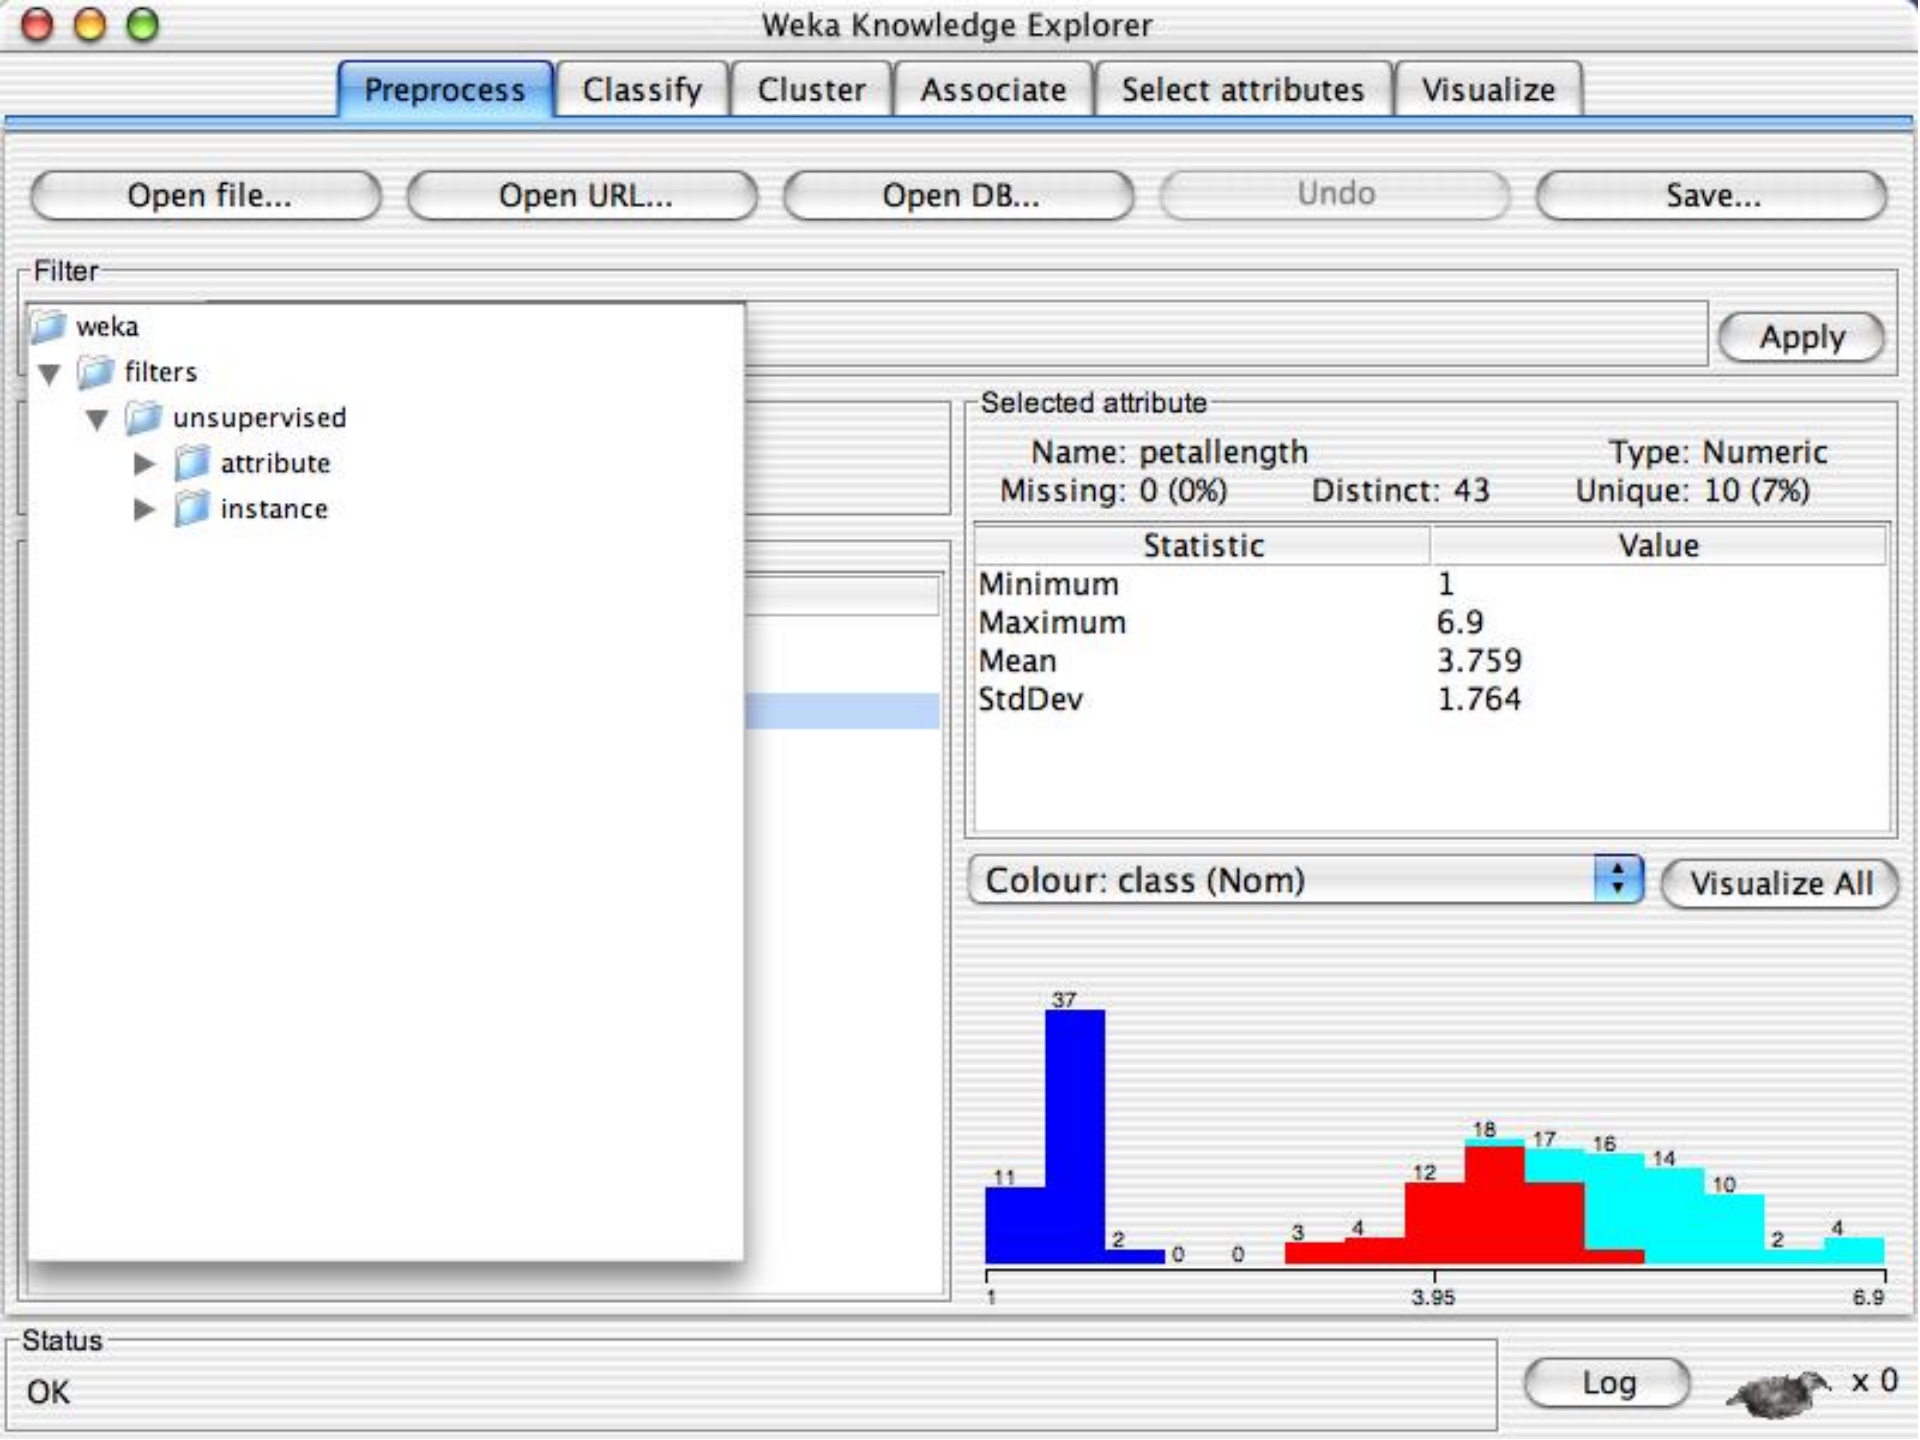 Weka Knowledge Explorer
Preprocess Classify Cluster Associate Select attributes Visualize
Open file... Open URL... Open DB... Undo Save...
Filter
weka
filters
unsupervised
attribute
instance
Apply
Selected attribute
Name: petallength Type: Numeric
Missing: 0 (0%) Distinct: 43 Unique: 10 (7%)
Statistic Value
Minimum 1
Maximum 6.9
Mean 3.759
StdDev 1.764
Colour: class (Nom) Visualize All
37
18 17 16 14
11 12 10
2 0 0 3 4 2 4
1 3.95 6.9
Status
OK
Log x 0